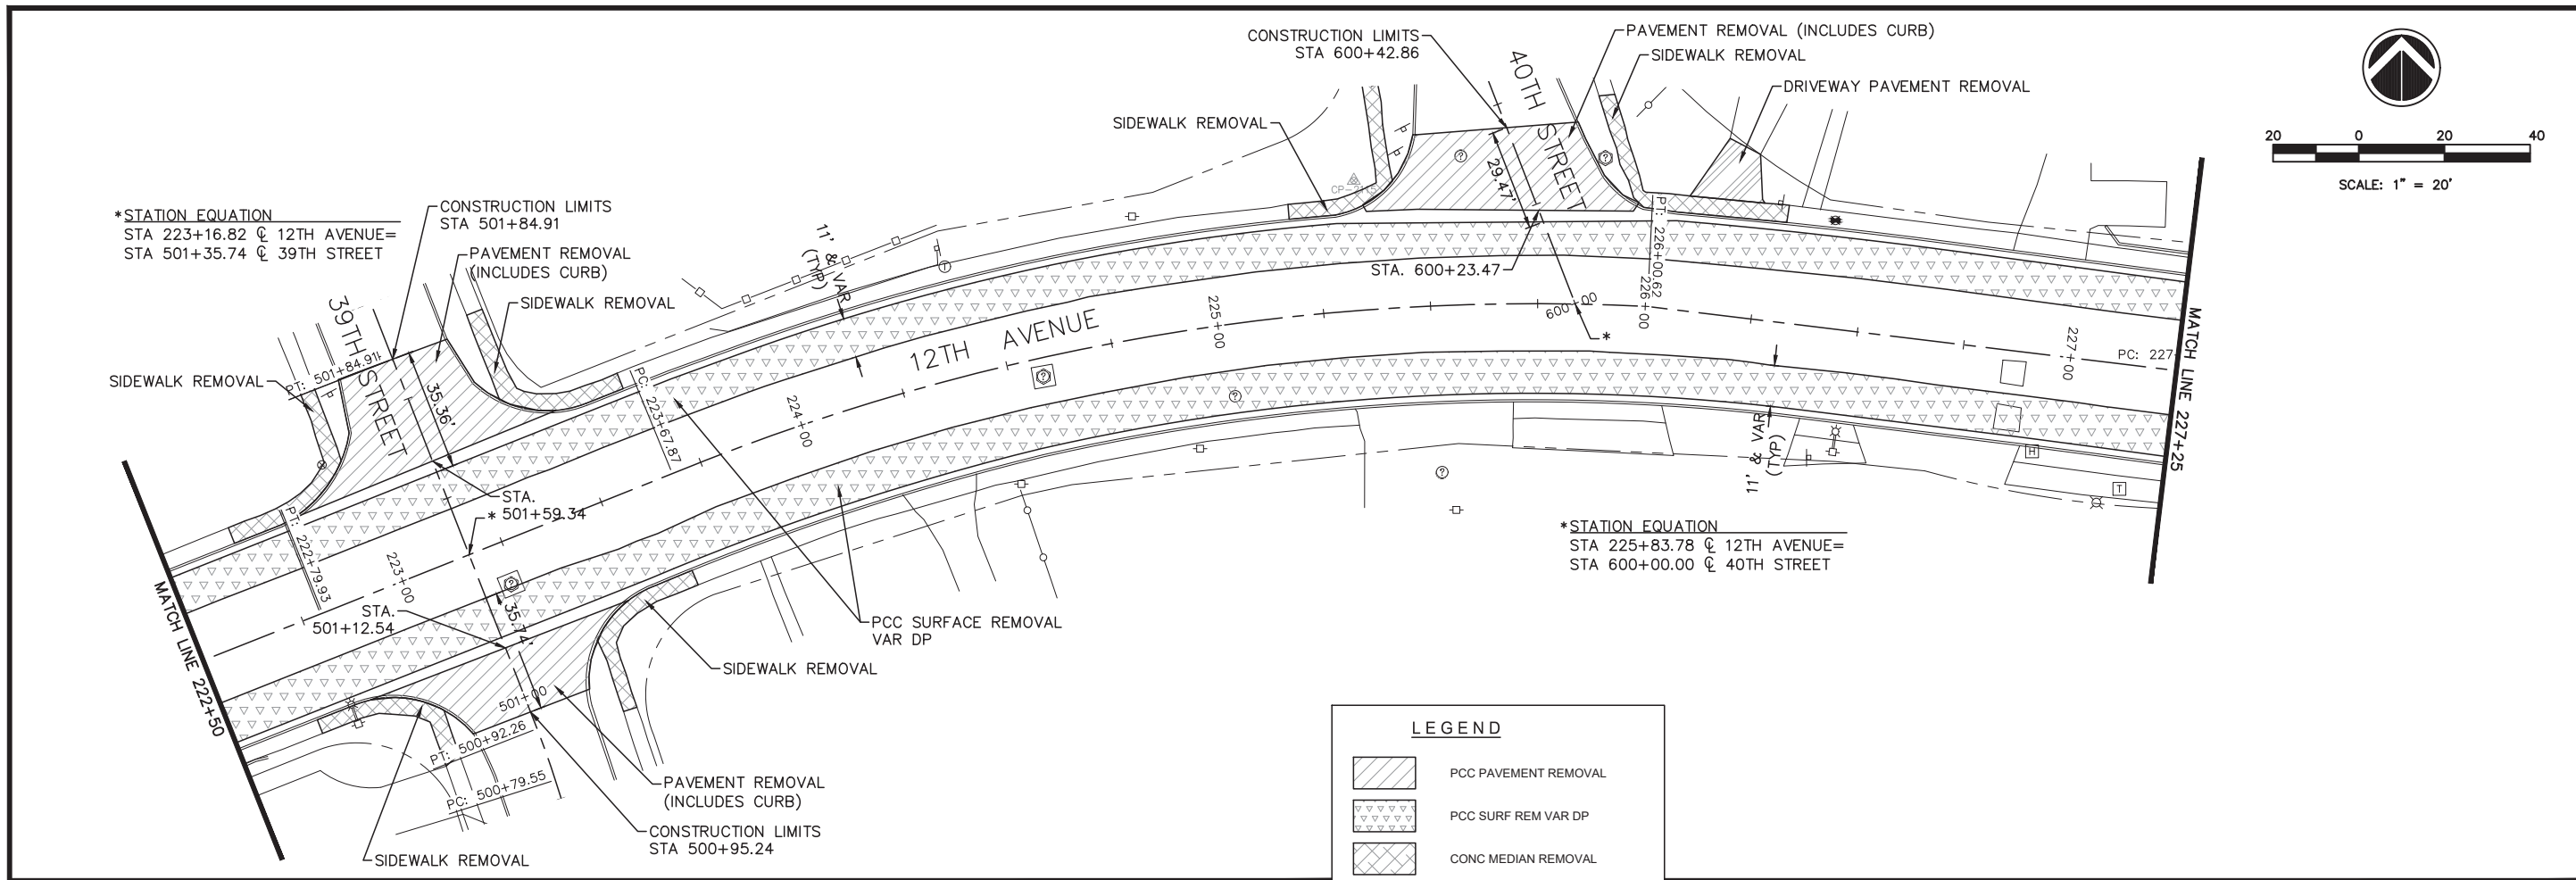 CONSTRUCTION LIMITS
STA 600+42.86
PAVEMENT REMOVAL (INCLUDES CURB)
SIDEWALK REMOVAL
40TH STREET
DRIVEWAY PAVEMENT REMOVAL
SIDEWALK REMOVAL
29.47'
20 0 20 40
SCALE: 1" = 20'
*STATION EQUATION
STA 223+16.82 ℄ 12TH AVENUE=
STA 501+35.74 ℄ 39TH STREET
CONSTRUCTION LIMITS
STA 501+84.91
PAVEMENT REMOVAL
(INCLUDES CURB)
SIDEWALK REMOVAL
11' & VAR
(TYP)
STA. 600+23.47
PT: 226+00.62
226+00
600+00
*
225+00
12TH AVENUE
39TH STREET
PT: 501+84.91
35.36'
SIDEWALK REMOVAL
PC: 223+67.87
224+00
227+00
PC: 227
MATCH LINE 227+25
11' & VAR
(TYP)
H
T
T
STA.
* 501+59.34
PT: 222+79.93
223+00
*STATION EQUATION
STA 225+83.78 ℄ 12TH AVENUE=
STA 600+00.00 ℄ 40TH STREET
MATCH LINE 222+50
STA.
501+12.54
35.74'
PCC SURFACE REMOVAL
VAR DP
SIDEWALK REMOVAL
501+00
PT: 500+92.26
PC: 500+79.55
PAVEMENT REMOVAL
(INCLUDES CURB)
CONSTRUCTION LIMITS
STA 500+95.24
SIDEWALK REMOVAL
LEGEND
PCC PAVEMENT REMOVAL
PCC SURF REM VAR DP
CONC MEDIAN REMOVAL